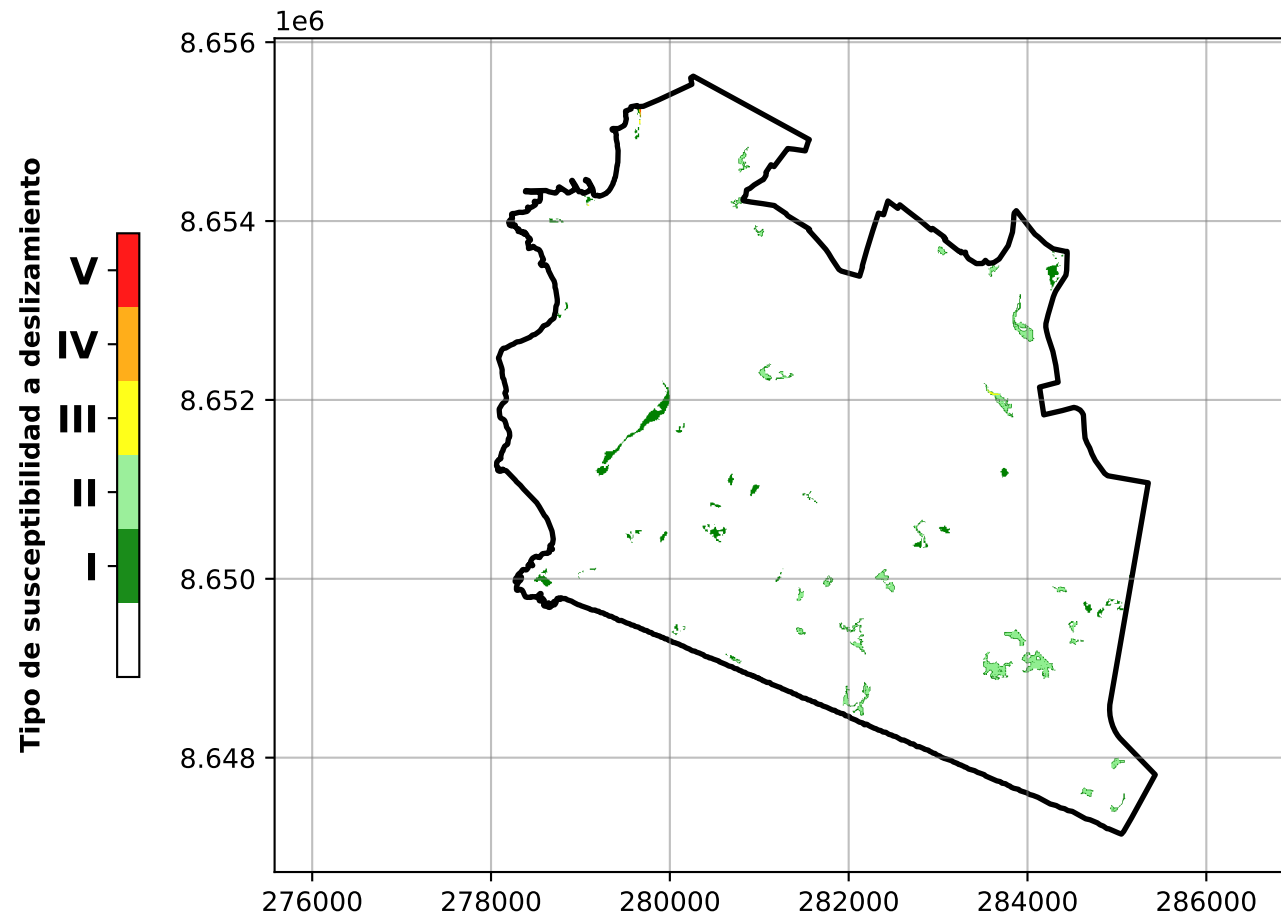 1e6
8.656
8.654
8.652
8.650
8.648
276000 278000 280000 282000 284000 286000
Tipo de susceptibilidad a deslizamiento
V
IV
III
II
I